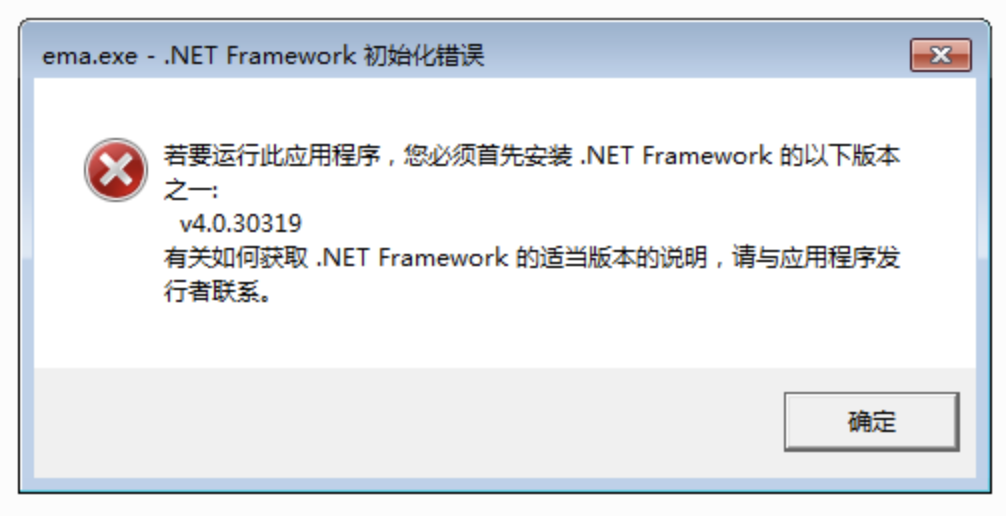 ema.exe - .NET Framework 初始化错误
若要运行此应用程序，您必须首先安装 .NET Framework 的以下版本
之一:
v4.0.30319
有关如何获取 .NET Framework 的适当版本的说明，请与应用程序发
行者联系。
确定